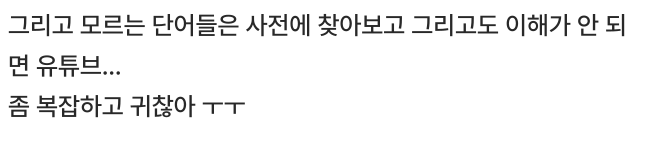 그리고 모르는 단어들은 사전에 찾아보고 그리고도 이해가 안 되
면 유튜브...
좀 복잡하고 귀찮아 ㅜㅜ